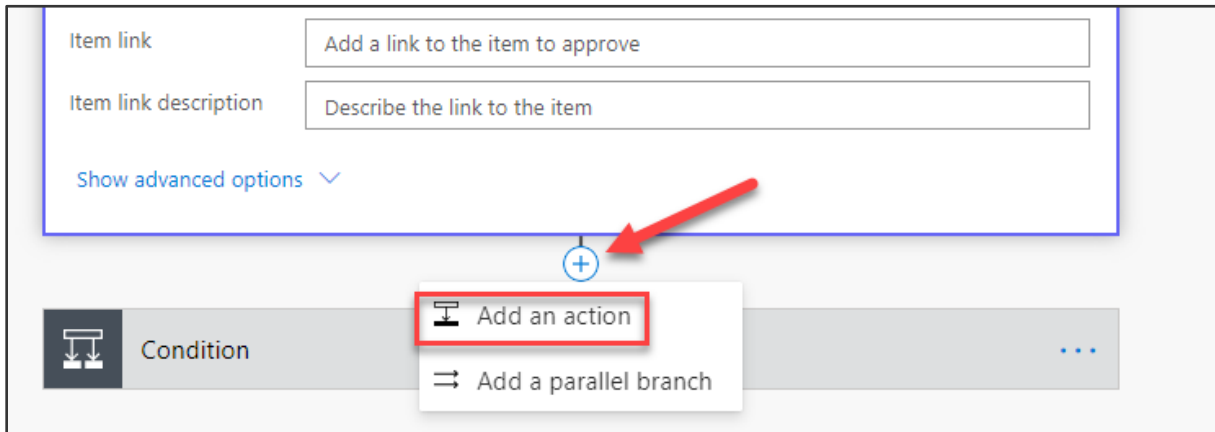 Item link
Add a link to the item to approve
Item link description
Describe the link to the item
Show advanced options
Add an action
Condition
Add a parallel branch